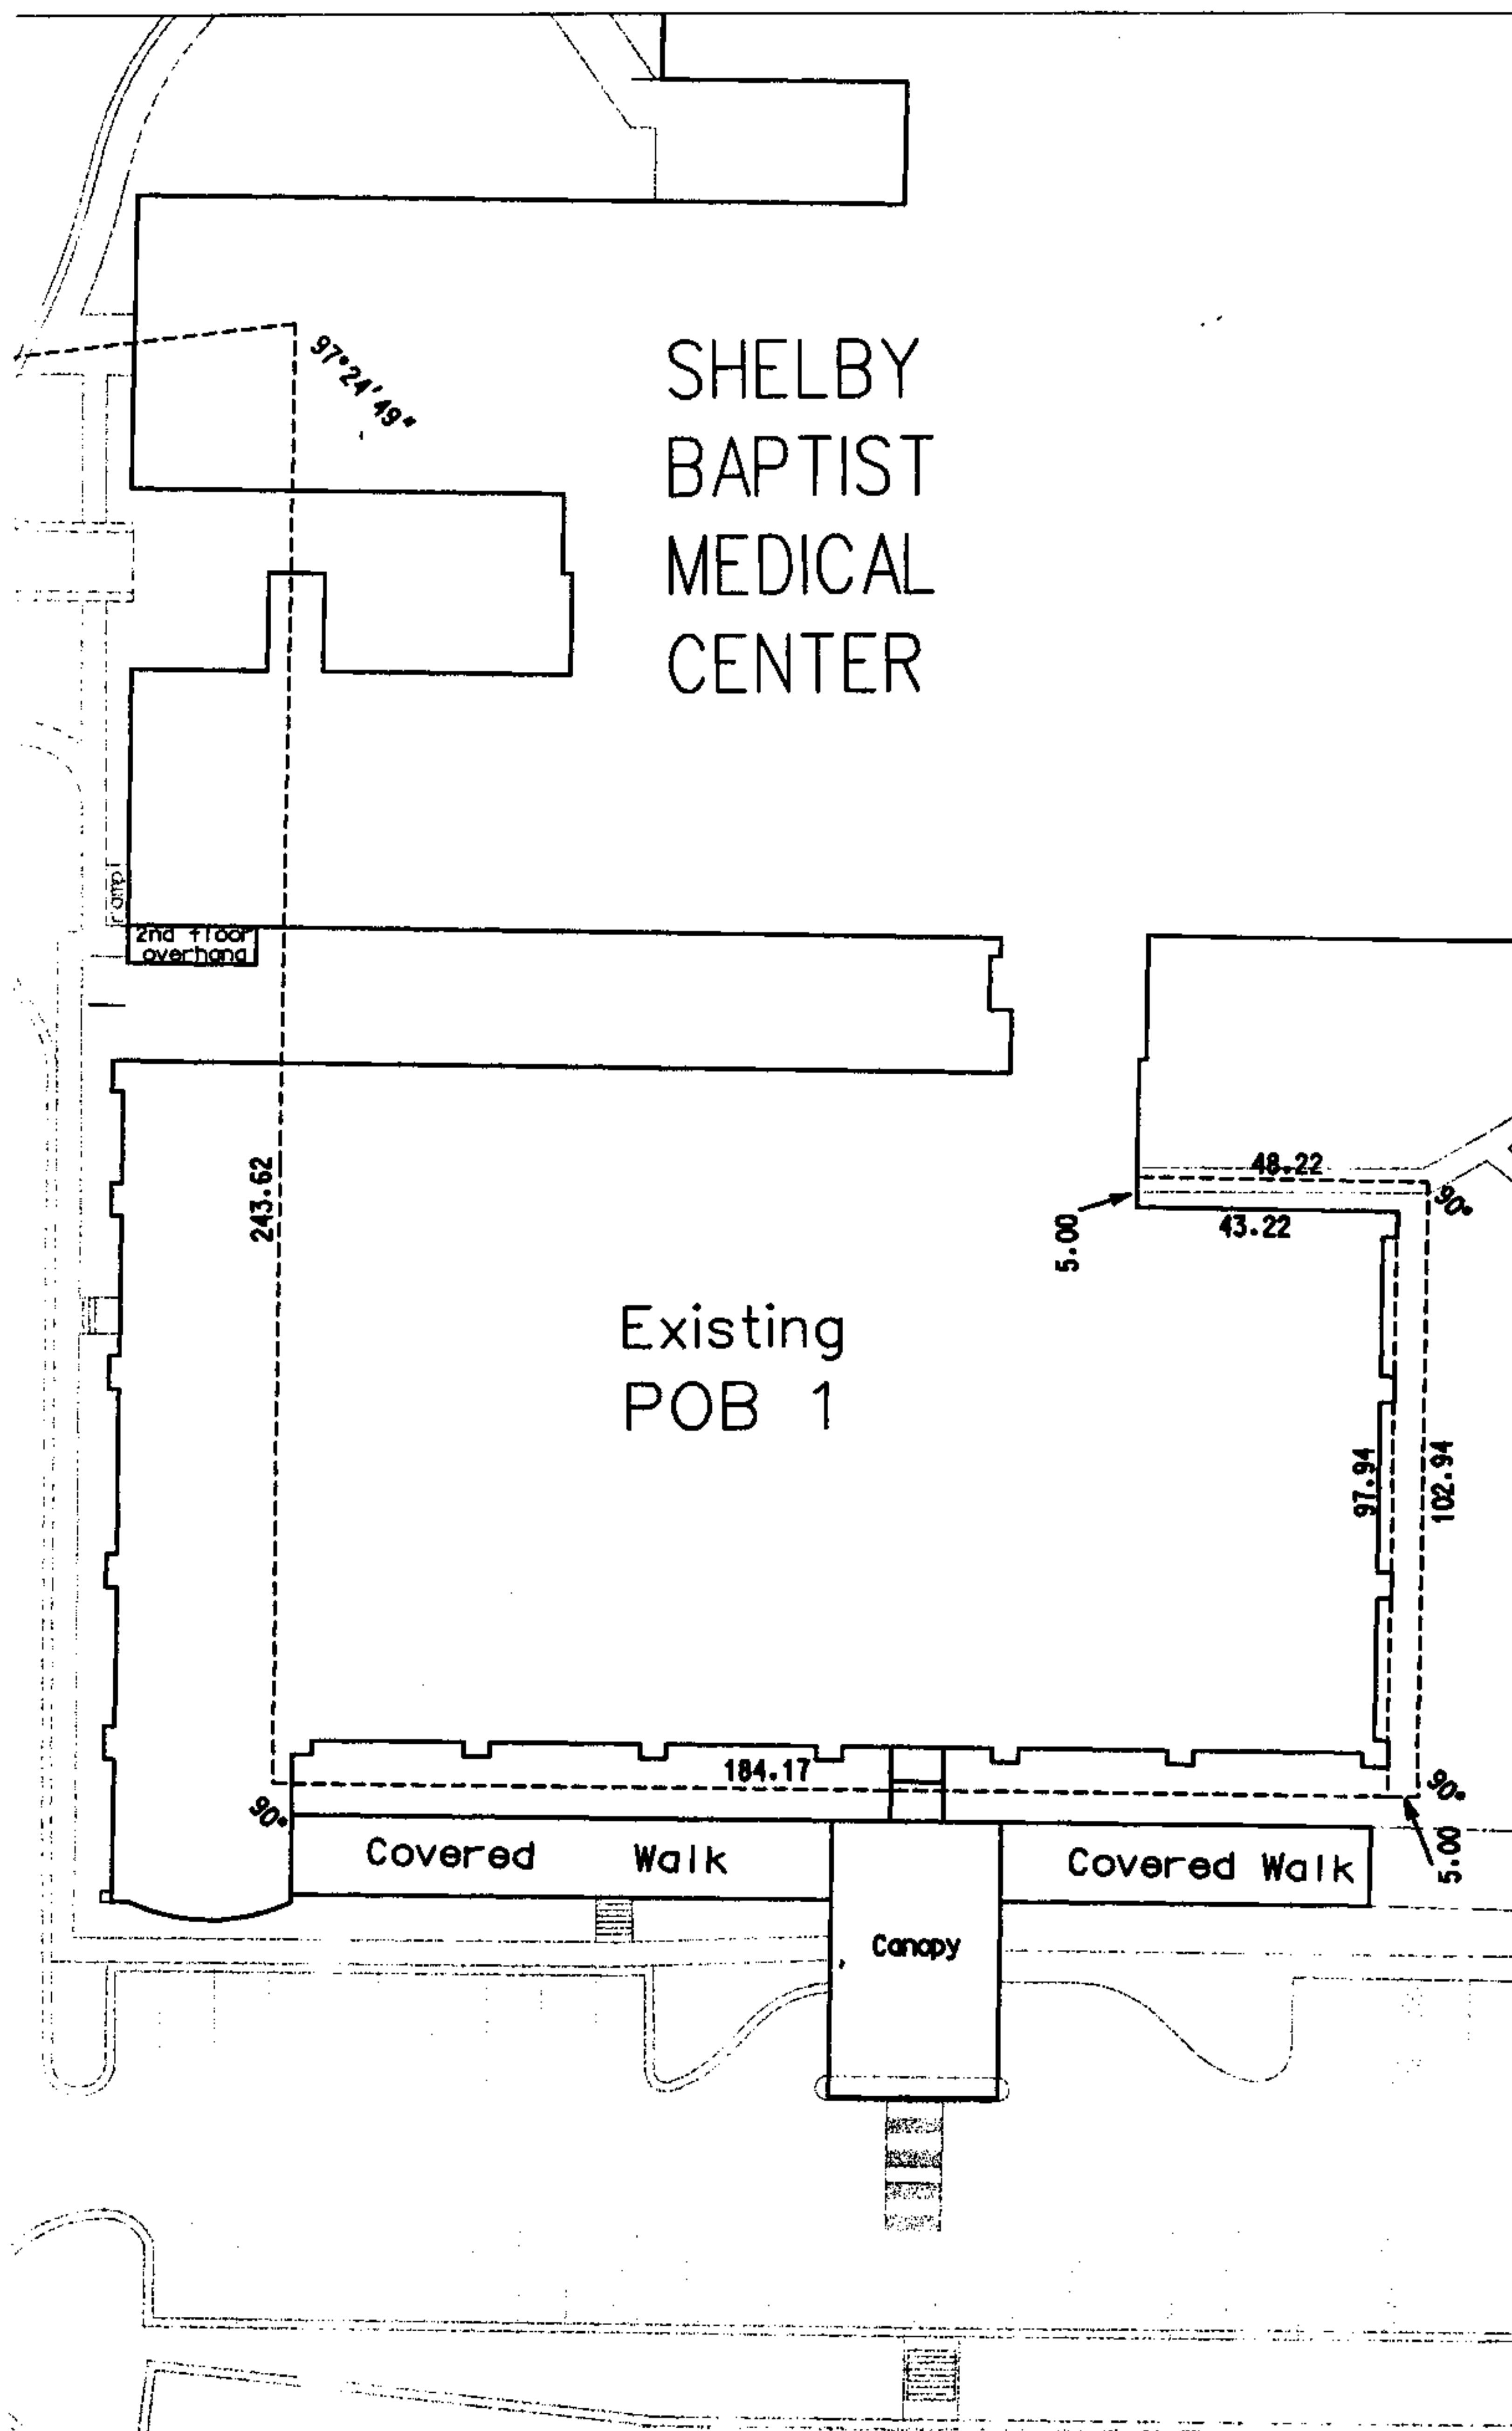 97°24'49"
SHELBY
BAPTIST
MEDICAL
CENTER
ramp
2nd floor
overhang
243.62
48.22
90°
5.00
43.22
Existing
POB 1
97.94
102.94
184.17
90°
90°
5.00
Covered Walk
Covered Walk
Canopy